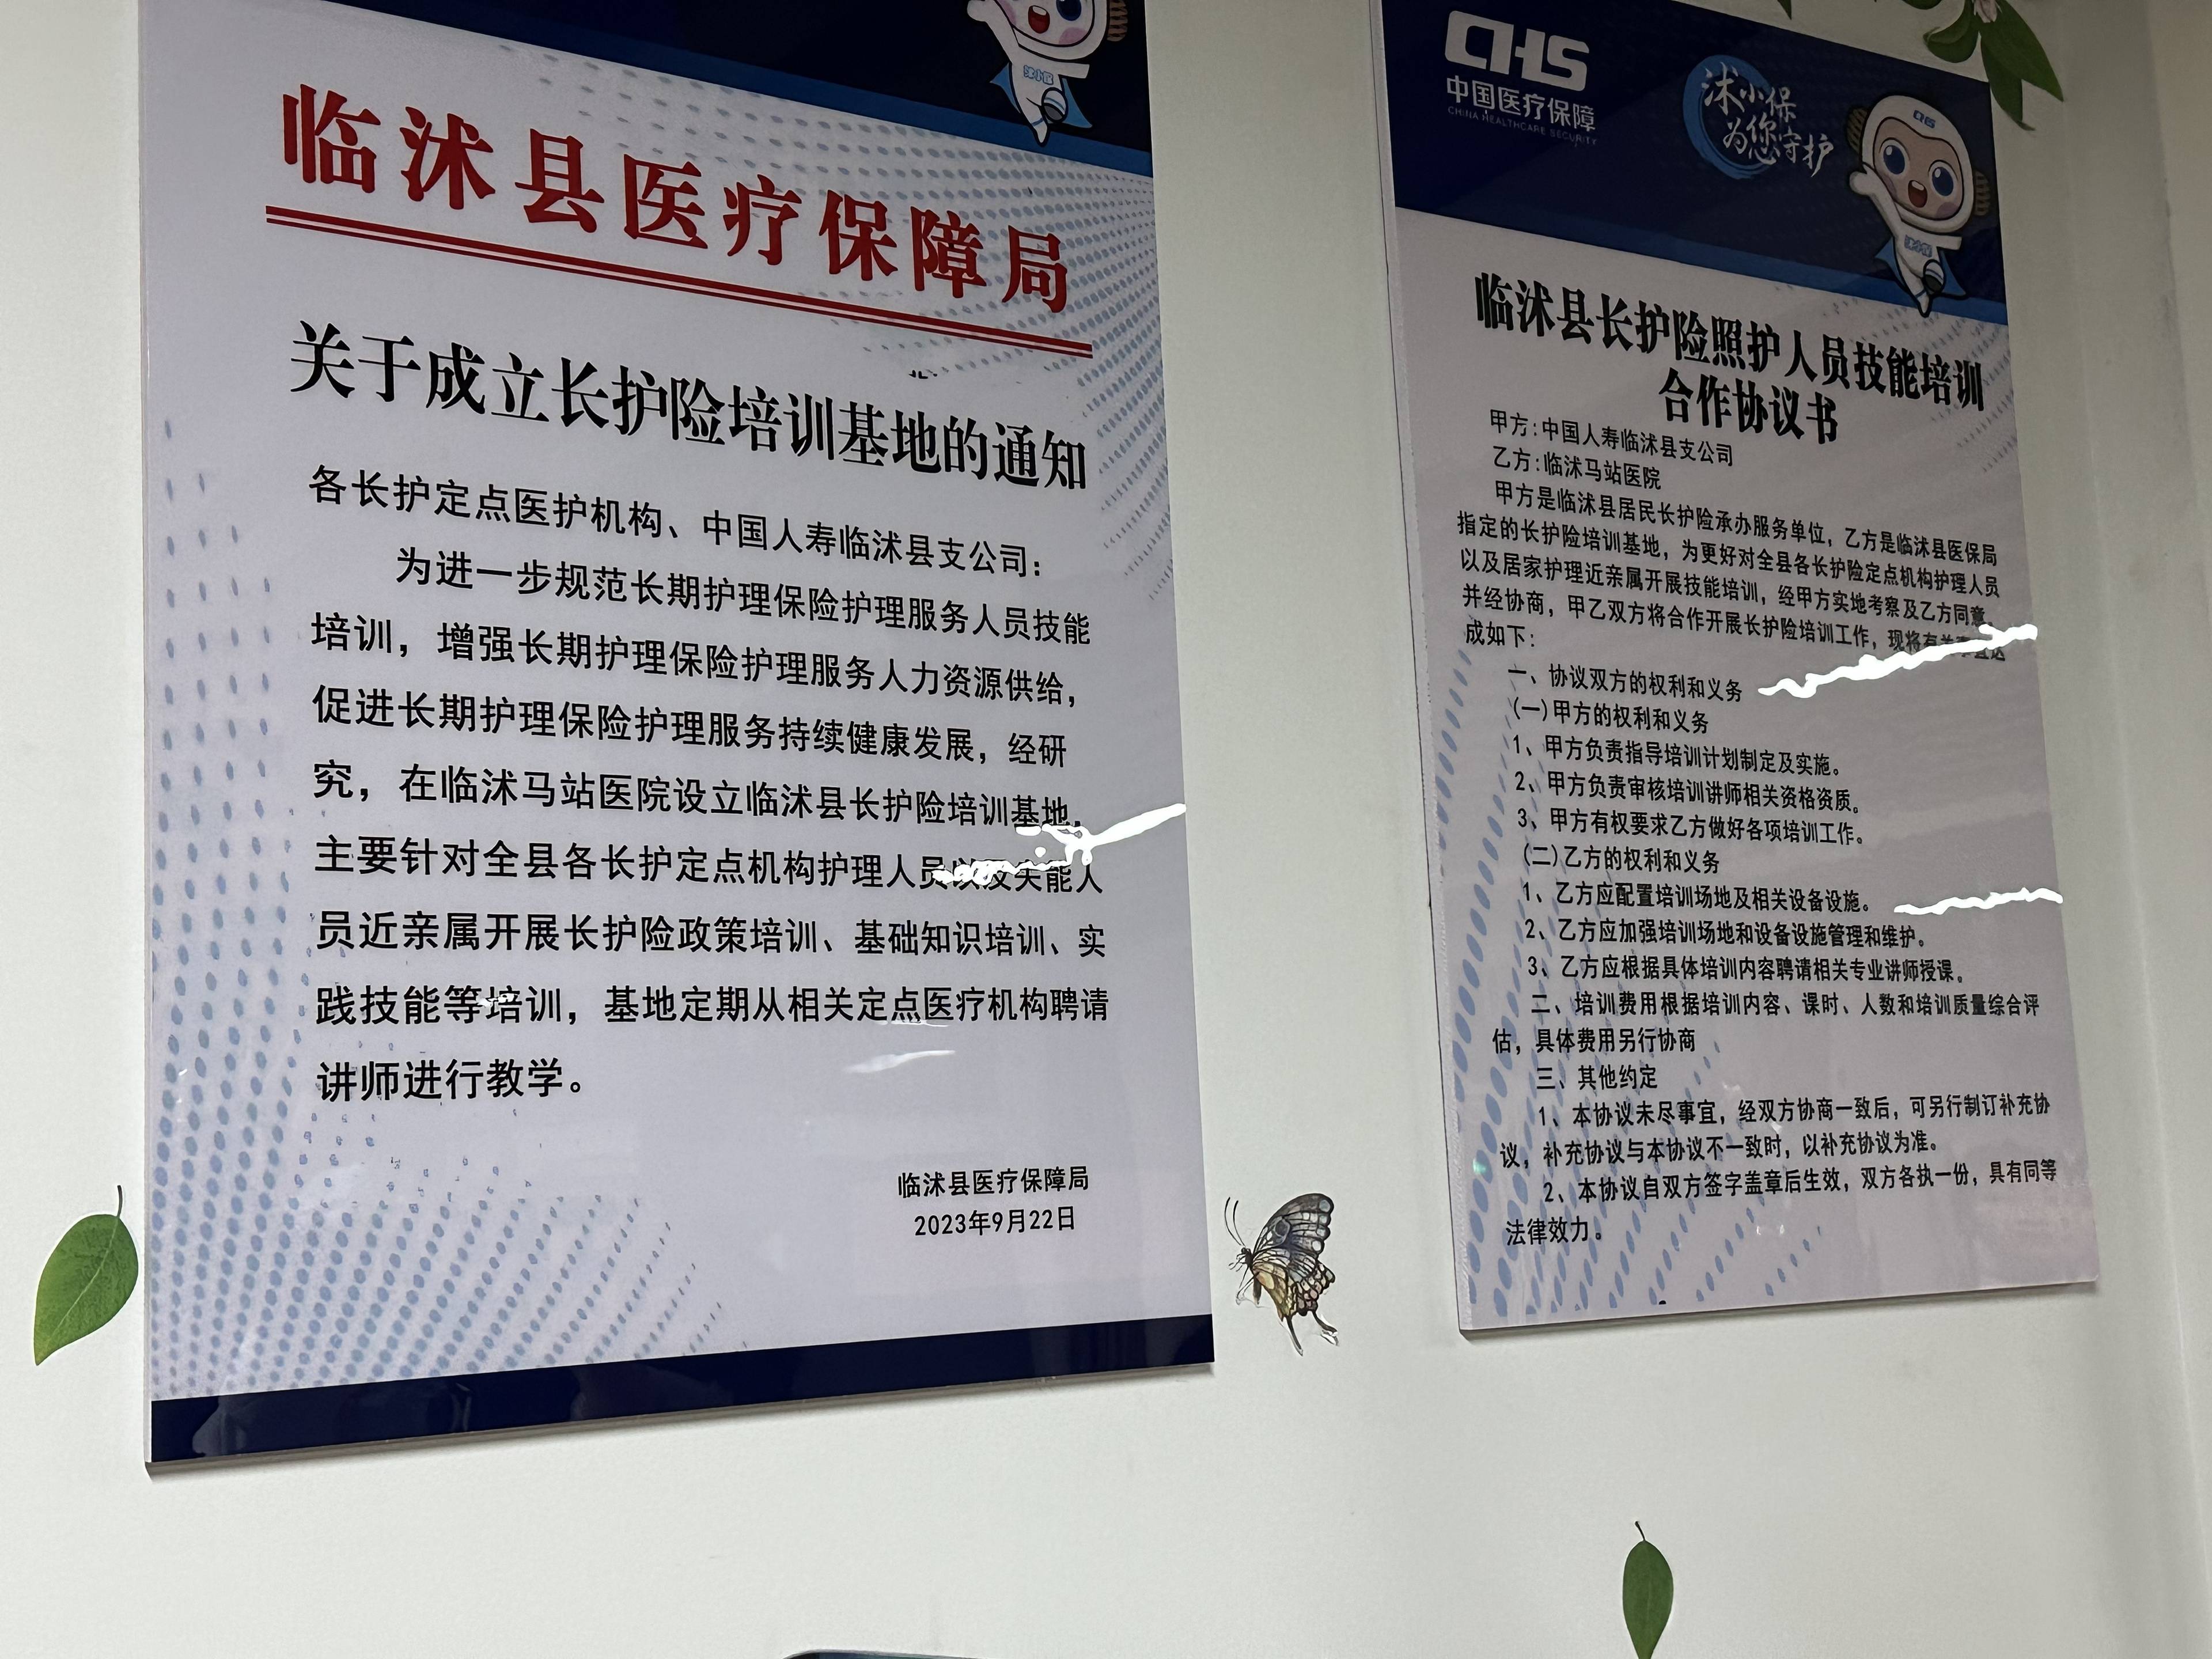 沭小保
临沭县医疗保障局
关于成立长护险培训基地的通知
各长护定点医护机构、中国人寿临沭县支公司：
为进一步规范长期护理保险护理服务人员技能
培训，增强长期护理保险护理服务人力资源供给，
促进长期护理保险护理服务持续健康发展，经研
究，在临沭马站医院设立临沭县长护险培训基地，
主要针对全县各长护定点机构护理人员以及失能人
员近亲属开展长护险政策培训、基础知识培训、实
践技能等培训，基地定期从相关定点医疗机构聘请
讲师进行教学。
临沭县医疗保障局
2023年9月22日
CHS
中国医疗保障
CHINA HEALTHCARE SECURITY
沭小保
为您守护
CHS
沭小保
临沭县长护险照护人员技能培训
合作协议书
甲方：中国人寿临沭县支公司
乙方：临沭马站医院
甲方是临沭县居民长护险承办服务单位，乙方是临沭县医保局
指定的长护险培训基地，为更好对全县各长护险定点机构护理人员
以及居家护理近亲属开展技能培训，经甲方实地考察及乙方同意，
并经协商，甲乙双方将合作开展长护险培训工作，现将有关事宜达
成如下：
一、协议双方的权利和义务
(一)甲方的权利和义务
1、甲方负责指导培训计划制定及实施。
2、甲方负责审核培训讲师相关资格资质。
3、甲方有权要求乙方做好各项培训工作。
(二)乙方的权利和义务
1、乙方应配置培训场地及相关设备设施。
2、乙方应加强培训场地和设备设施管理和维护。
3、乙方应根据具体培训内容聘请相关专业讲师授课。
二、培训费用根据培训内容、课时、人数和培训质量综合评
估，具体费用另行协商
三、其他约定
1、本协议未尽事宜，经双方协商一致后，可另行制订补充协
议，补充协议与本协议不一致时，以补充协议为准。
2、本协议自双方签字盖章后生效，双方各执一份，具有同等
法律效力。